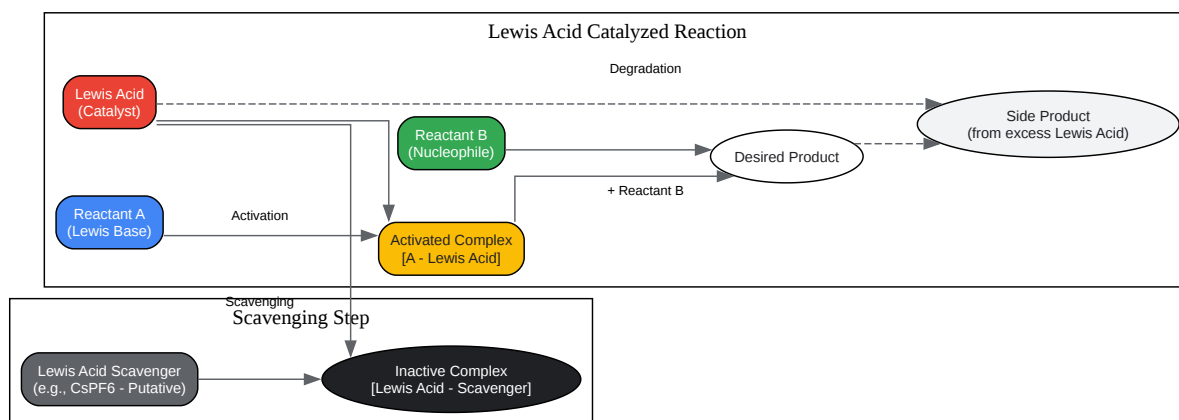 Lewis Acid Catalyzed Reaction
Degradation
Lewis Acid
(Catalyst)
Side Product
(from excess Lewis Acid)
Reactant B
(Nucleophile)
Desired Product
+ Reactant B
Reactant A
(Lewis Base)
Activation
Activated Complex
[A - Lewis Acid]
Scavenging
Scavenging Step
Lewis Acid Scavenger
(e.g., CsPF6 - Putative)
Inactive Complex
[Lewis Acid - Scavenger]